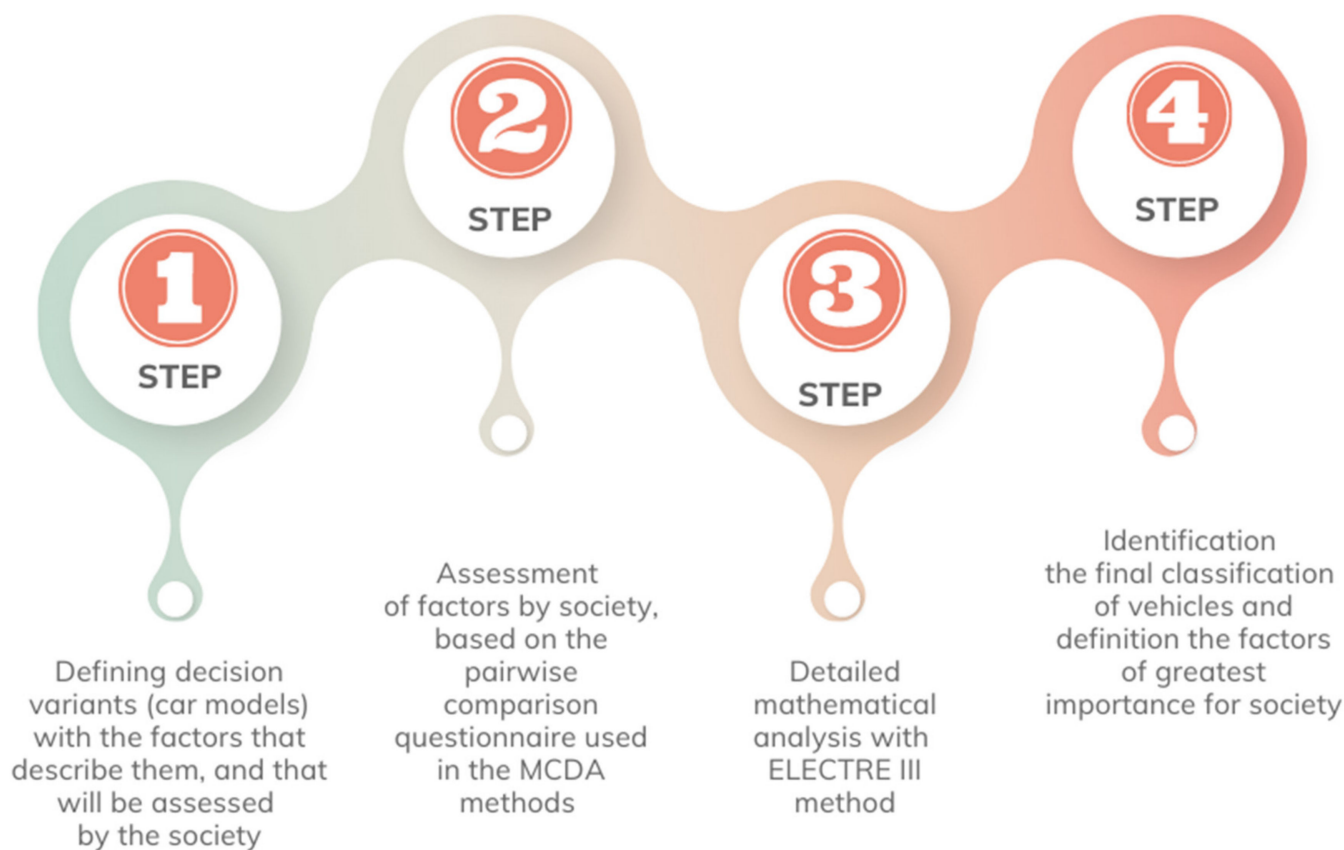 1
STEP
Defining decision
variants (car models)
with the factors that
describe them, and that
will be assessed
by the society
2
STEP
Assessment
of factors by society,
based on the
pairwise
comparison
questionnaire used
in the MCDA
methods
3
STEP
Detailed
mathematical
analysis with
ELECTRE III
method
4
STEP
Identification
the final classification
of vehicles and
definition the factors
of greatest
importance for society